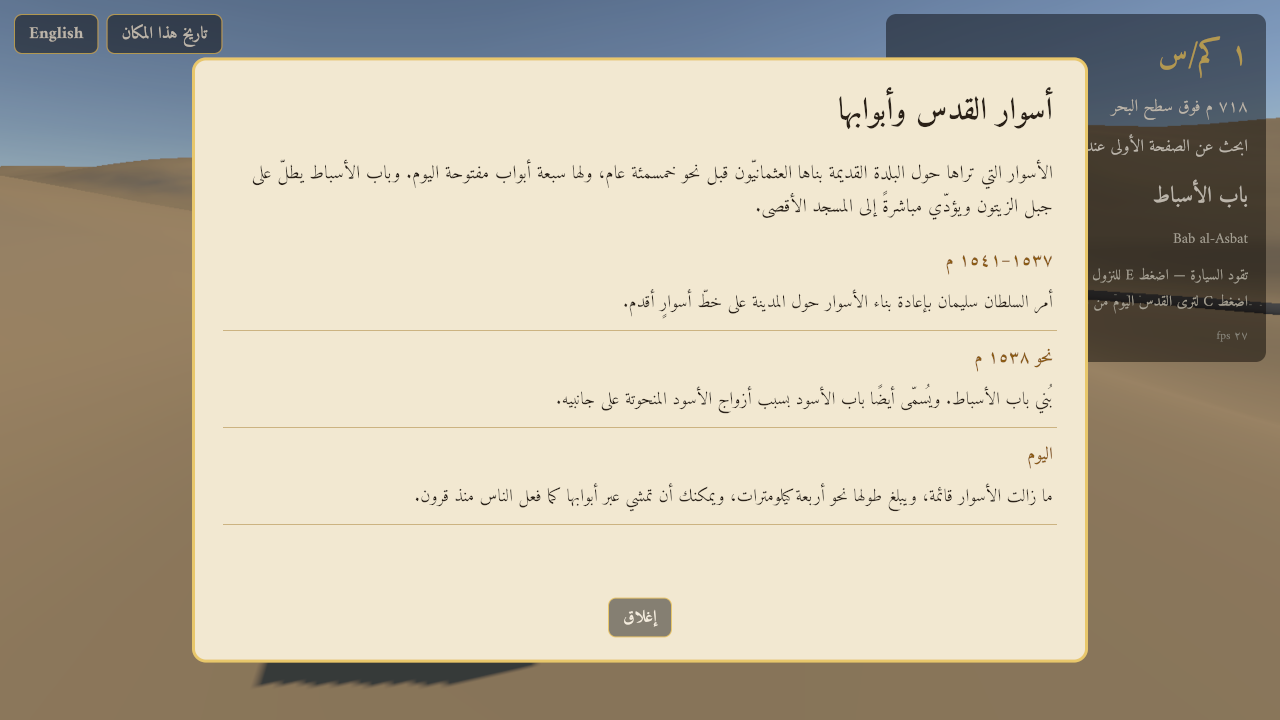 English
تاريخ هذا المكان
١ كم/س
٧١٨ م فوق سطح البحر
ابحث عن الصفحة الأولى عند
باب الأسباط
Bab al-Asbat
تقود السيارة — اضغط E للنزول
اضغط C لترى القدس اليوم من
٢٧ fps
أسوار القدس وأبوابها
الأسوار التي تراها حول البلدة القديمة بناها العثمانيّون قبل نحو خمسمئة عام، ولها سبعة أبواب مفتوحة اليوم. وباب الأسباط يطلّ على
جبل الزيتون ويؤدّي مباشرةً إلى المسجد الأقصى.
١٥٣٧–١٥٤١ م
أمر السلطان سليمان بإعادة بناء الأسوار حول المدينة على خطّ أسوارٍ أقدم.
نحو ١٥٣٨ م
بُني باب الأسباط. ويُسمّى أيضًا باب الأسود بسبب أزواج الأسود المنحوتة على جانبيه.
اليوم
ما زالت الأسوار قائمة، ويبلغ طولها نحو أربعة كيلومترات، ويمكنك أن تمشي عبر أبوابها كما فعل الناس منذ قرون.
إغلاق